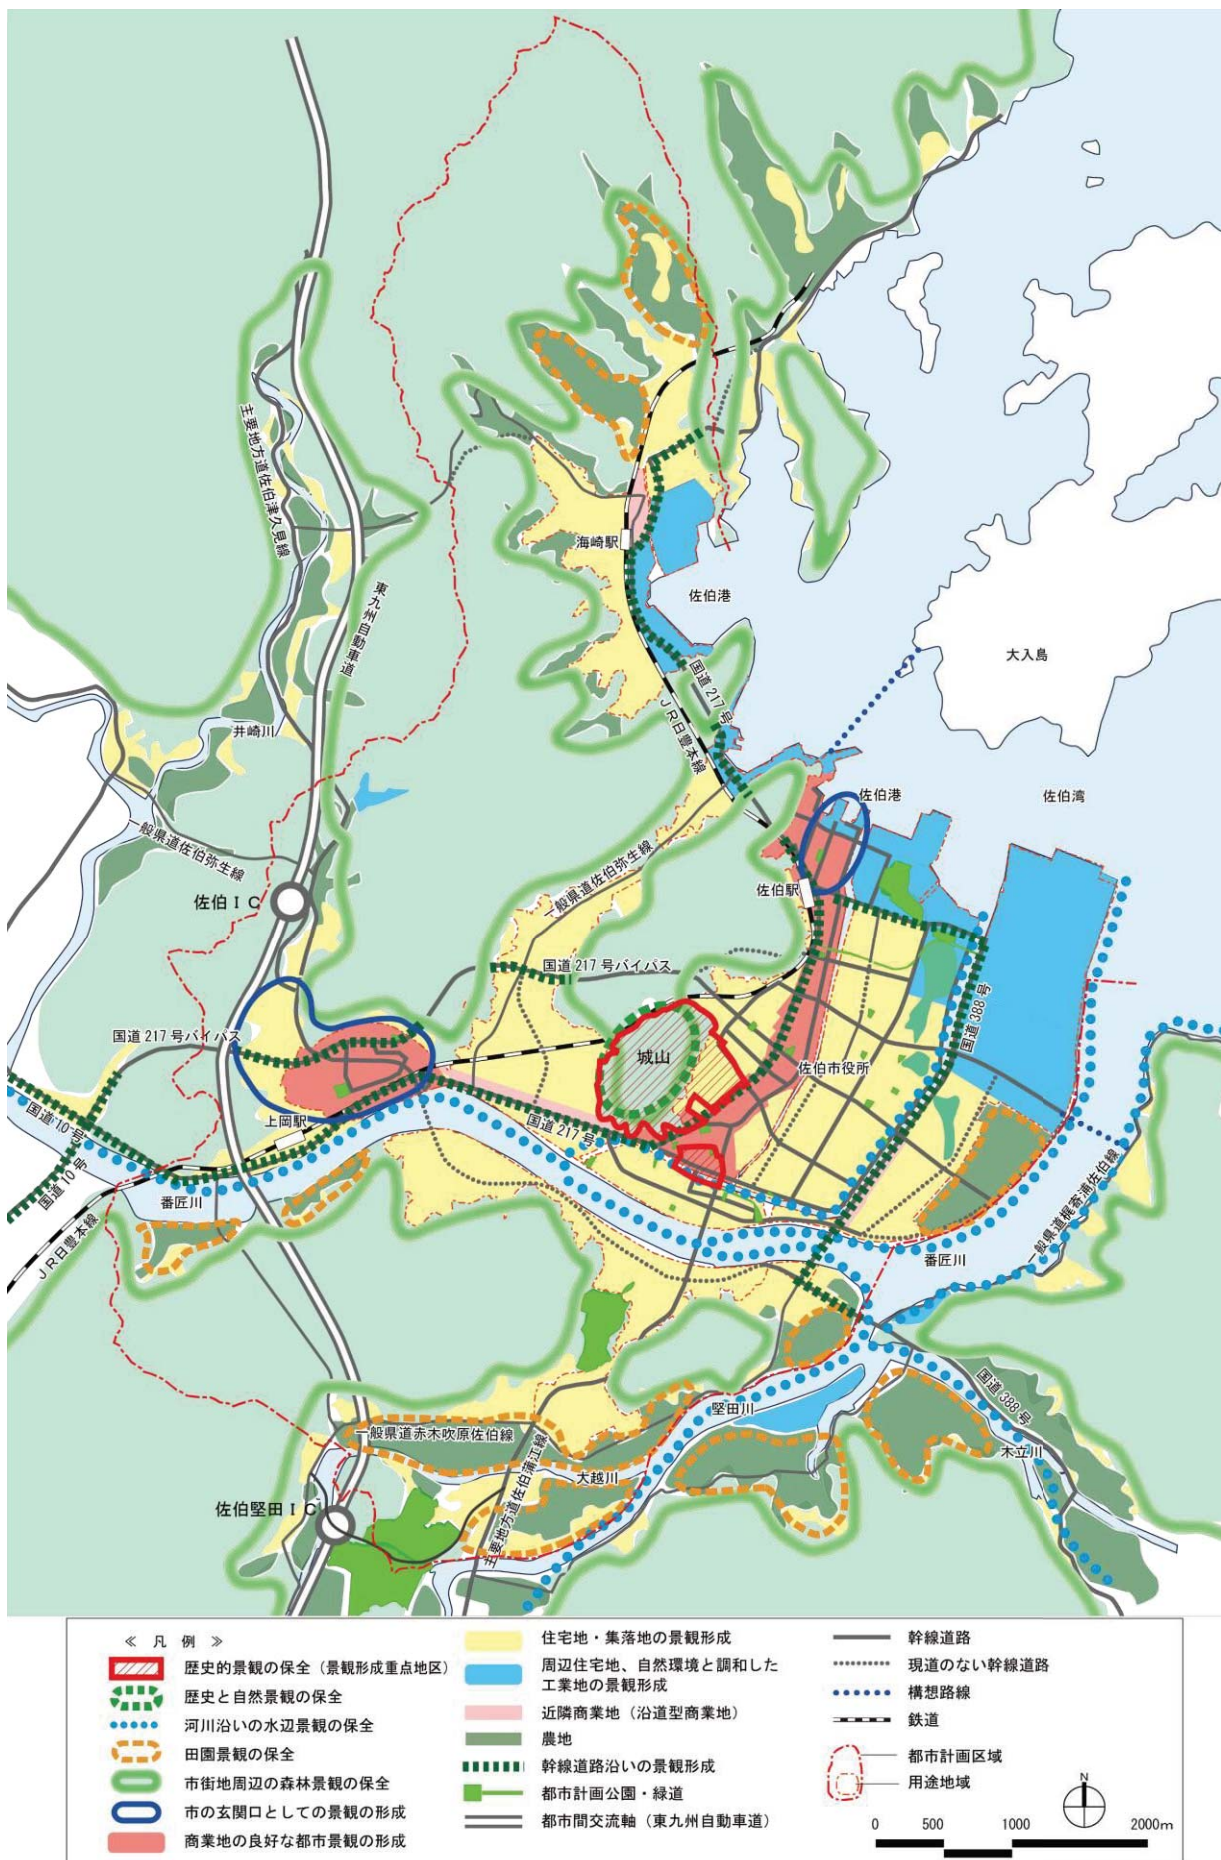 主要地方道佐伯津久見線
東九州自動車道
海崎駅
佐伯港
大入島
国道217号
JR日豊本線
井崎川
佐伯港
佐伯湾
一般県道佐伯弥生線
一般県道佐伯弥生線
佐伯駅
佐伯IC
国道217号バイパス
国道388号
国道217号バイパス
城山
佐伯市役所
国道10号
上岡駅
国道217号
国道10号
番匠川
一般県道梶寄浦佐伯線
JR日豊本線
番匠川
堅田川
国道388号
一般県道赤木吹原佐伯線
木立川
大越川
主要地方道佐伯蒲江線
佐伯堅田IC
≪ 凡 例 ≫
歴史的景観の保全(景観形成重点地区)
歴史と自然景観の保全
河川沿いの水辺景観の保全
田園景観の保全
市街地周辺の森林景観の保全
市の玄関口としての景観の形成
商業地の良好な都市景観の形成
住宅地・集落地の景観形成
周辺住宅地、自然環境と調和した
工業地の景観形成
近隣商業地(沿道型商業地)
農地
幹線道路沿いの景観形成
都市計画公園・緑道
都市間交流軸(東九州自動車道)
幹線道路
現道のない幹線道路
構想路線
鉄道
都市計画区域
用途地域
N
0 500 1000 2000m